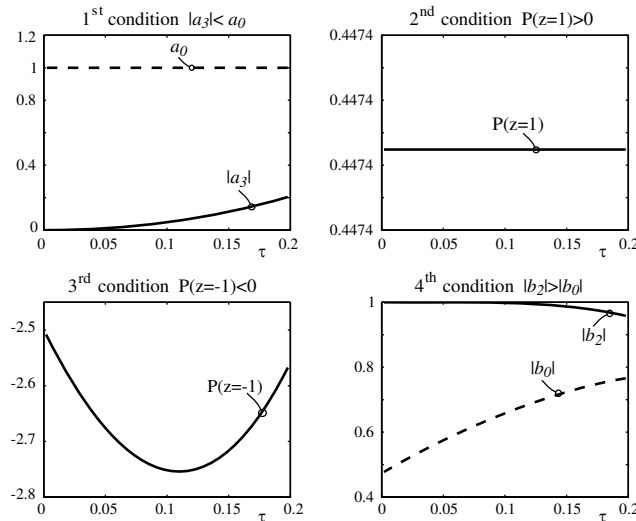 1st condition |a3|< a0
1.2
1
0.8
0.4
0
0
0.05
0.1
0.15
0.2
τ
a0
|a3|
2nd condition P(z=1)>0
0.4474
0.4474
0.4474
0.4474
0
0.05
0.1
0.15
0.2
τ
P(z=1)
3rd condition P(z=-1)<0
-2.5
-2.6
-2.7
-2.8
0
0.05
0.1
0.15
0.2
τ
P(z=-1)
4th condition |b2|>|b0|
1
0.8
0.6
0.4
0
0.05
0.1
0.15
0.2
τ
|b2|
|b0|